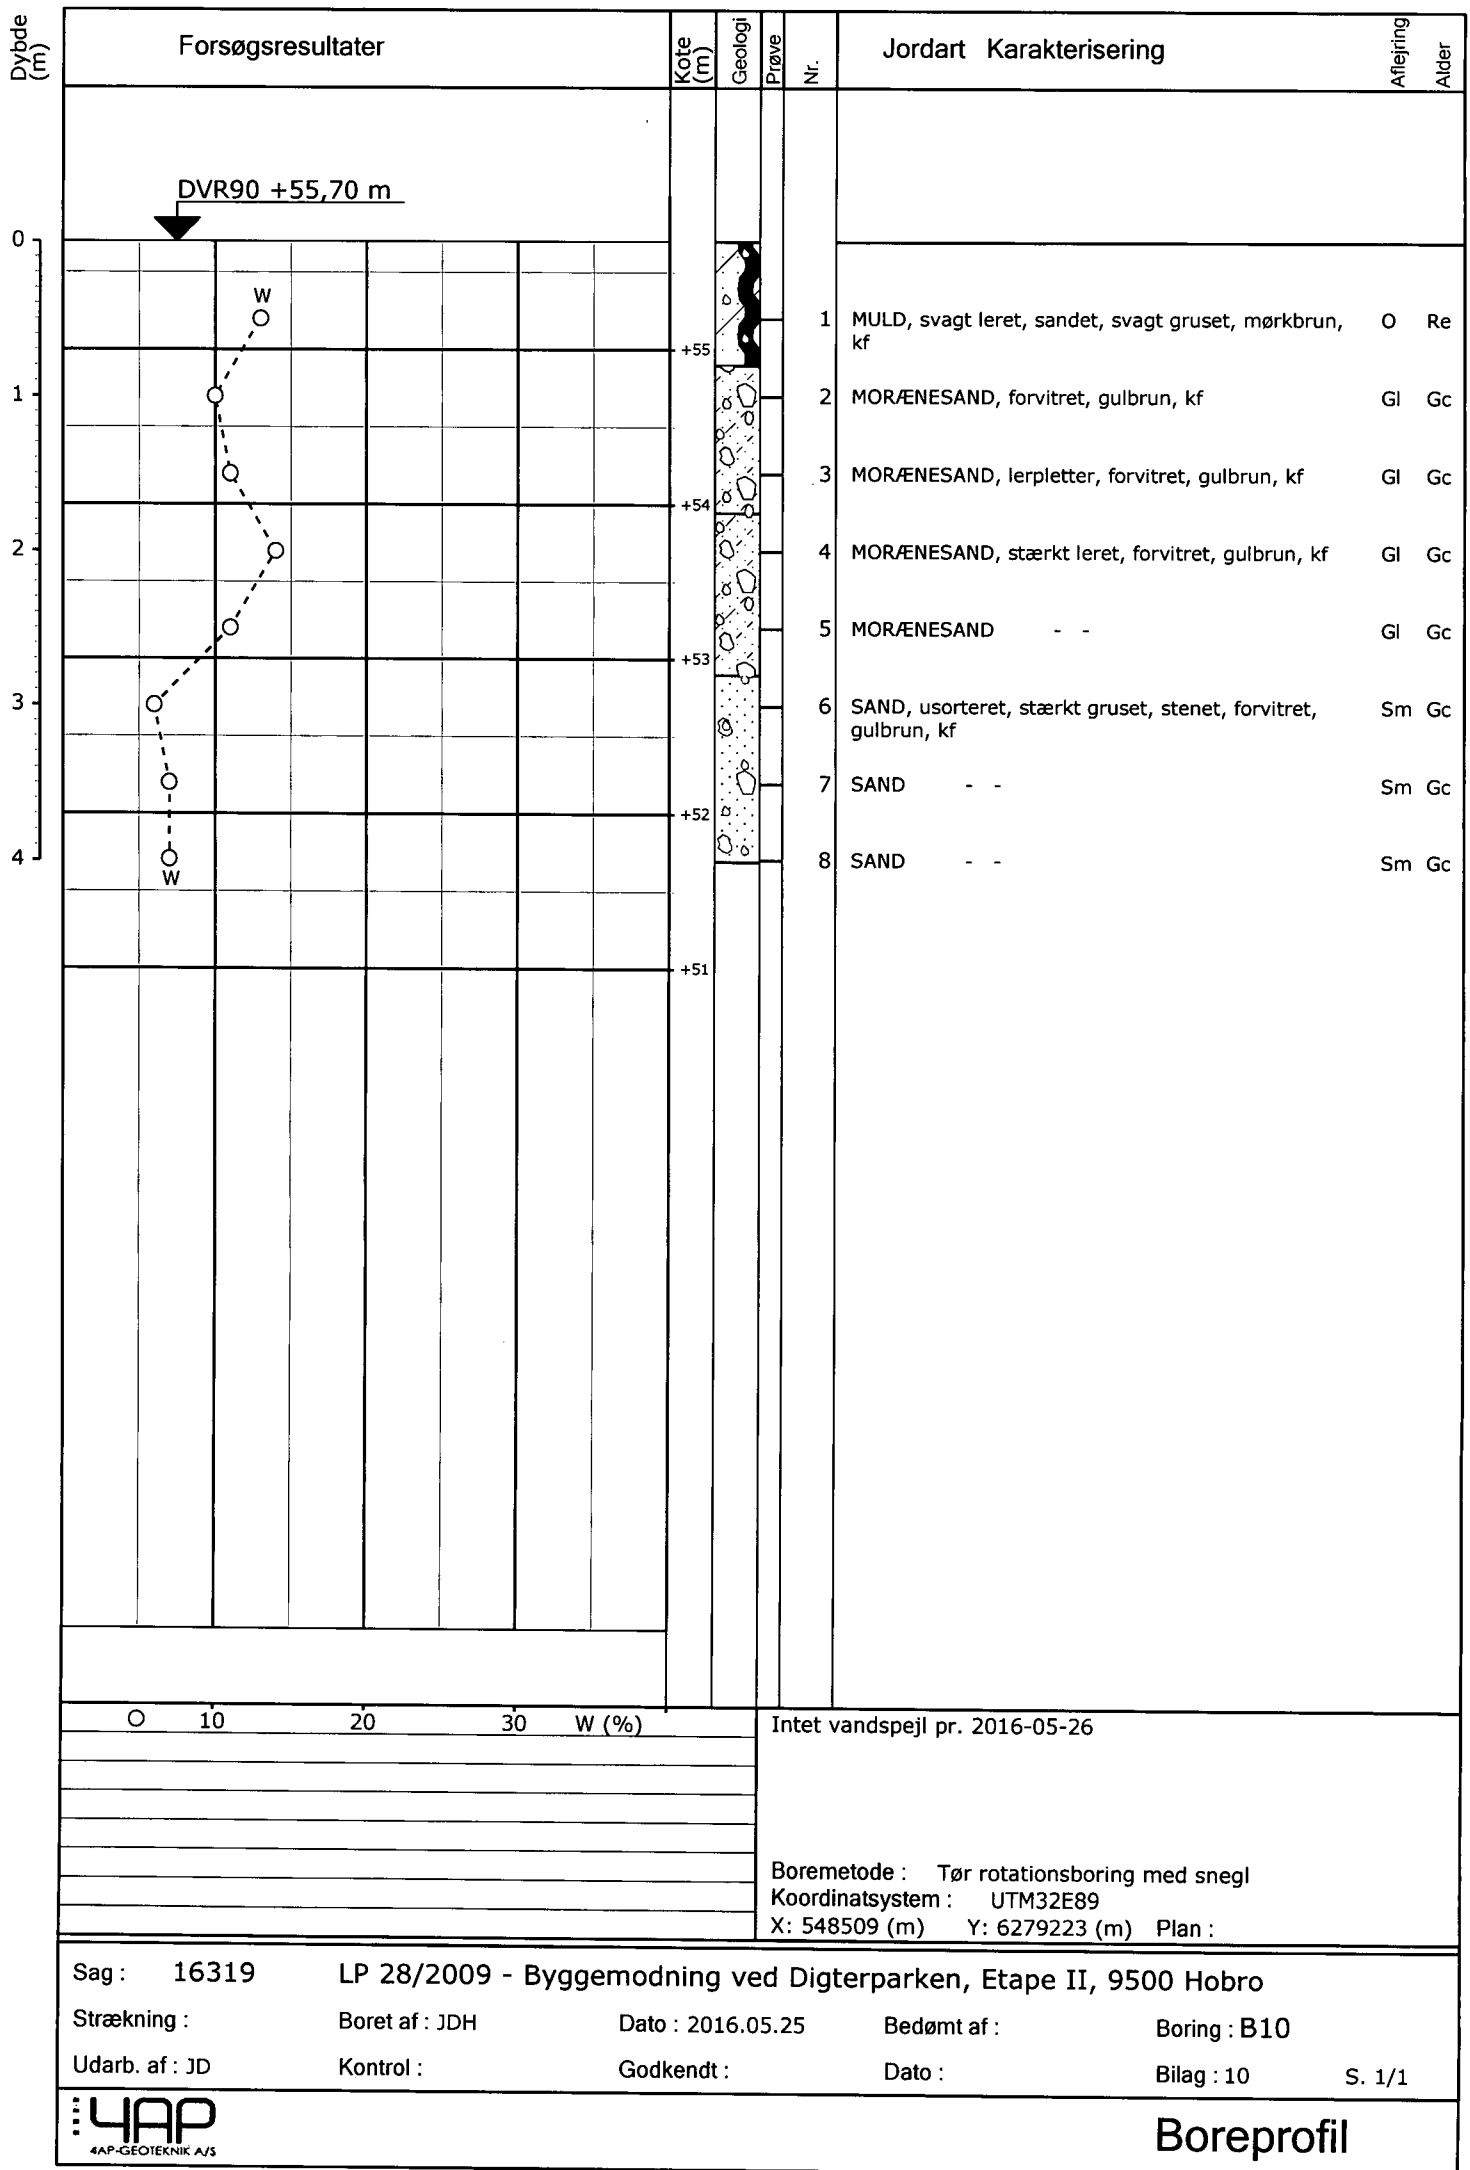 Dybde (m)
Forsøgsresultater
Kote (m)
Geologi
Prøve
Nr.
Jordart Karakterisering
Aflejring
Alder
DVR90 +55,70 m
0
W
1 MULD, svagt leret, sandet, svagt gruset, mørkbrun, O Re
kf
+55
1
2 MORÆNESAND, forvitret, gulbrun, kf Gl Gc
3 MORÆNESAND, lerpletter, forvitret, gulbrun, kf Gl Gc
+54
2
4 MORÆNESAND, stærkt leret, forvitret, gulbrun, kf Gl Gc
5 MORÆNESAND - - Gl Gc
+53
3
6 SAND, usorteret, stærkt gruset, stenet, forvitret, Sm Gc
gulbrun, kf
7 SAND - - Sm Gc
+52
4
8 SAND - - Sm Gc
W
+51
10 20 30 W (%)
Intet vandspejl pr. 2016-05-26
Boremetode : Tør rotationsboring med snegl
Koordinatsystem : UTM32E89
X: 548509 (m) Y: 6279223 (m) Plan :
Sag : 16319 LP 28/2009 - Byggemodning ved Digterparken, Etape II, 9500 Hobro
Strækning : Boret af : JDH Dato : 2016.05.25 Bedømt af : Boring : B10
Udarb. af : JD Kontrol : Godkendt : Dato : Bilag : 10 S. 1/1
4AP
4AP-GEOTEKNIK A/S
Boreprofil